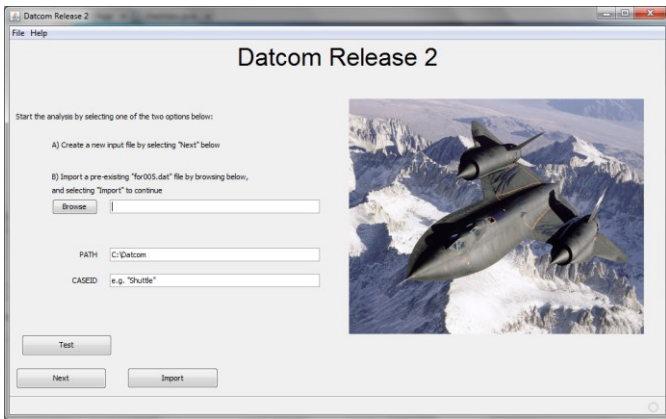 Datcom Release 2
File Help
Datcom Release 2
Start the analysis by selecting one of the two options below:
A) Create a new input file by selecting "Next" below
B) Import a pre-existing "for005.dat" file by browsing below,
and selecting "Import" to continue
Browse
PATH C:\Datcom
CASEID e.g. "Shuttle"
Test
Next Import